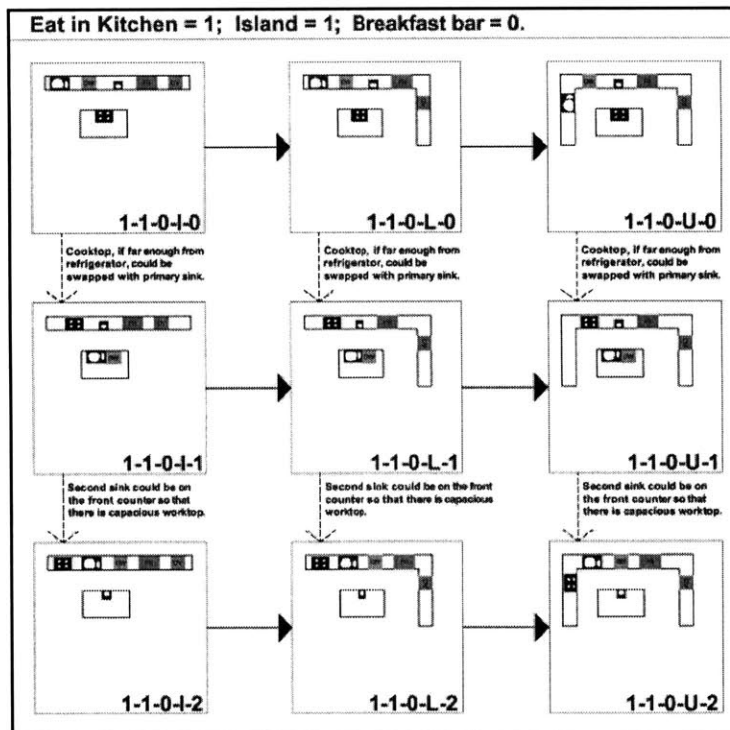 Eat in Kitchen = 1;  Island = 1;  Breakfast bar = 0.
1-1-0-I-0
1-1-0-L-0
1-1-0-U-0
Cooktop, if far enough from
refrigerator, could be
swapped with primary sink.
Cooktop, if far enough from
refrigerator, could be
swapped with primary sink.
Cooktop, if far enough from
refrigerator, could be
swapped with primary sink.
1-1-0-I-1
1-1-0-L-1
1-1-0-U-1
Second sink could be on
the front counter so that
there is capacious worktop.
Second sink could be on the front
counter so that there is capacious
worktop.
Second sink could be on
the front counter so that
there is capacious worktop.
1-1-0-I-2
1-1-0-L-2
1-1-0-U-2